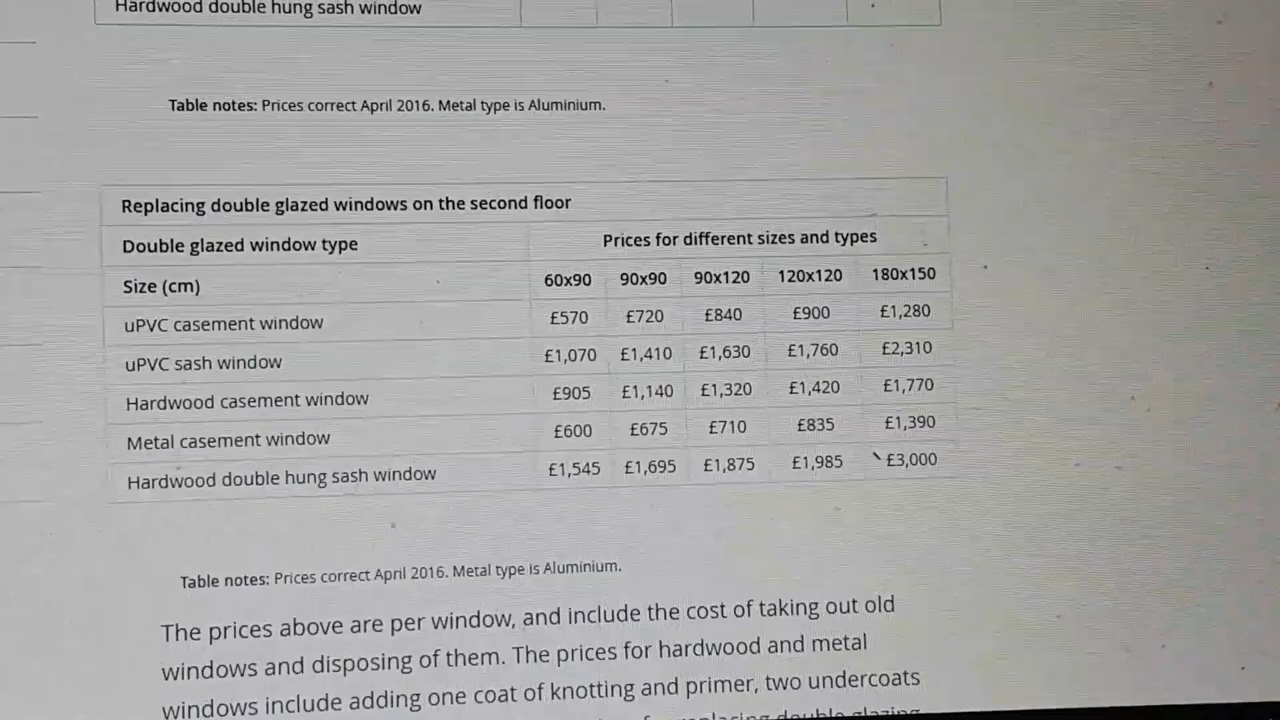 Hardwood double hung sash window
Table notes: Prices correct April 2016. Metal type is Aluminium.
Replacing double glazed windows on the second floor
Double glazed window type Prices for different sizes and types
Size (cm) 60x90 90x90 90x120 120x120 180x150
uPVC casement window £570 £720 £840 £900 £1,280
uPVC sash window £1,070 £1,410 £1,630 £1,760 £2,310
Hardwood casement window £905 £1,140 £1,320 £1,420 £1,770
Metal casement window £600 £675 £710 £835 £1,390
Hardwood double hung sash window £1,545 £1,695 £1,875 £1,985 £3,000
Table notes: Prices correct April 2016. Metal type is Aluminium.
The prices above are per window, and include the cost of taking out old
windows and disposing of them. The prices for hardwood and metal
windows include adding one coat of knotting and primer, two undercoats
replacing double glazing